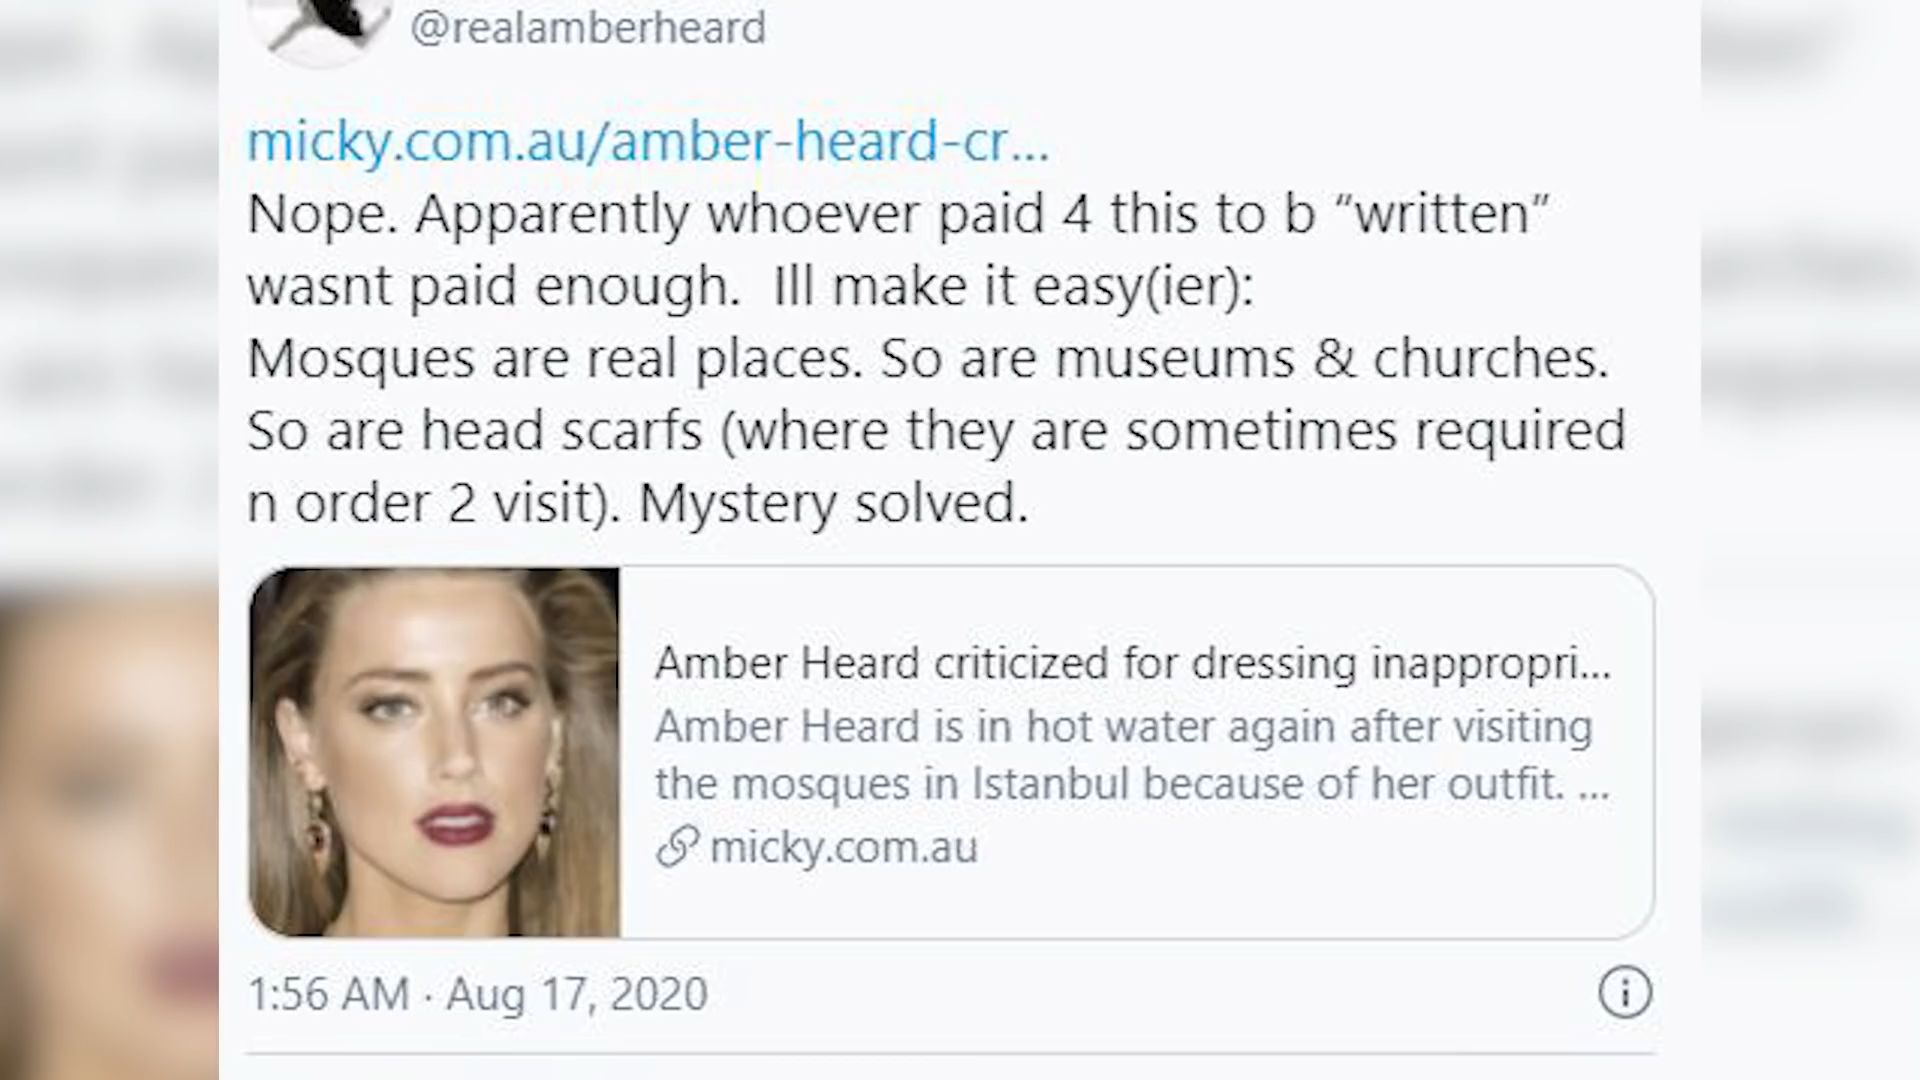 @realamberheard
micky.com.au/amber-heard-cr...
Nope. Apparently whoever paid 4 this to b “written”
wasnt paid enough.  Ill make it easy(ier):
Mosques are real places. So are museums & churches.
So are head scarfs (where they are sometimes required
n order 2 visit). Mystery solved.
Amber Heard criticized for dressing inappropri...
Amber Heard is in hot water again after visiting
the mosques in Istanbul because of her outfit. ...
micky.com.au
1:56 AM · Aug 17, 2020